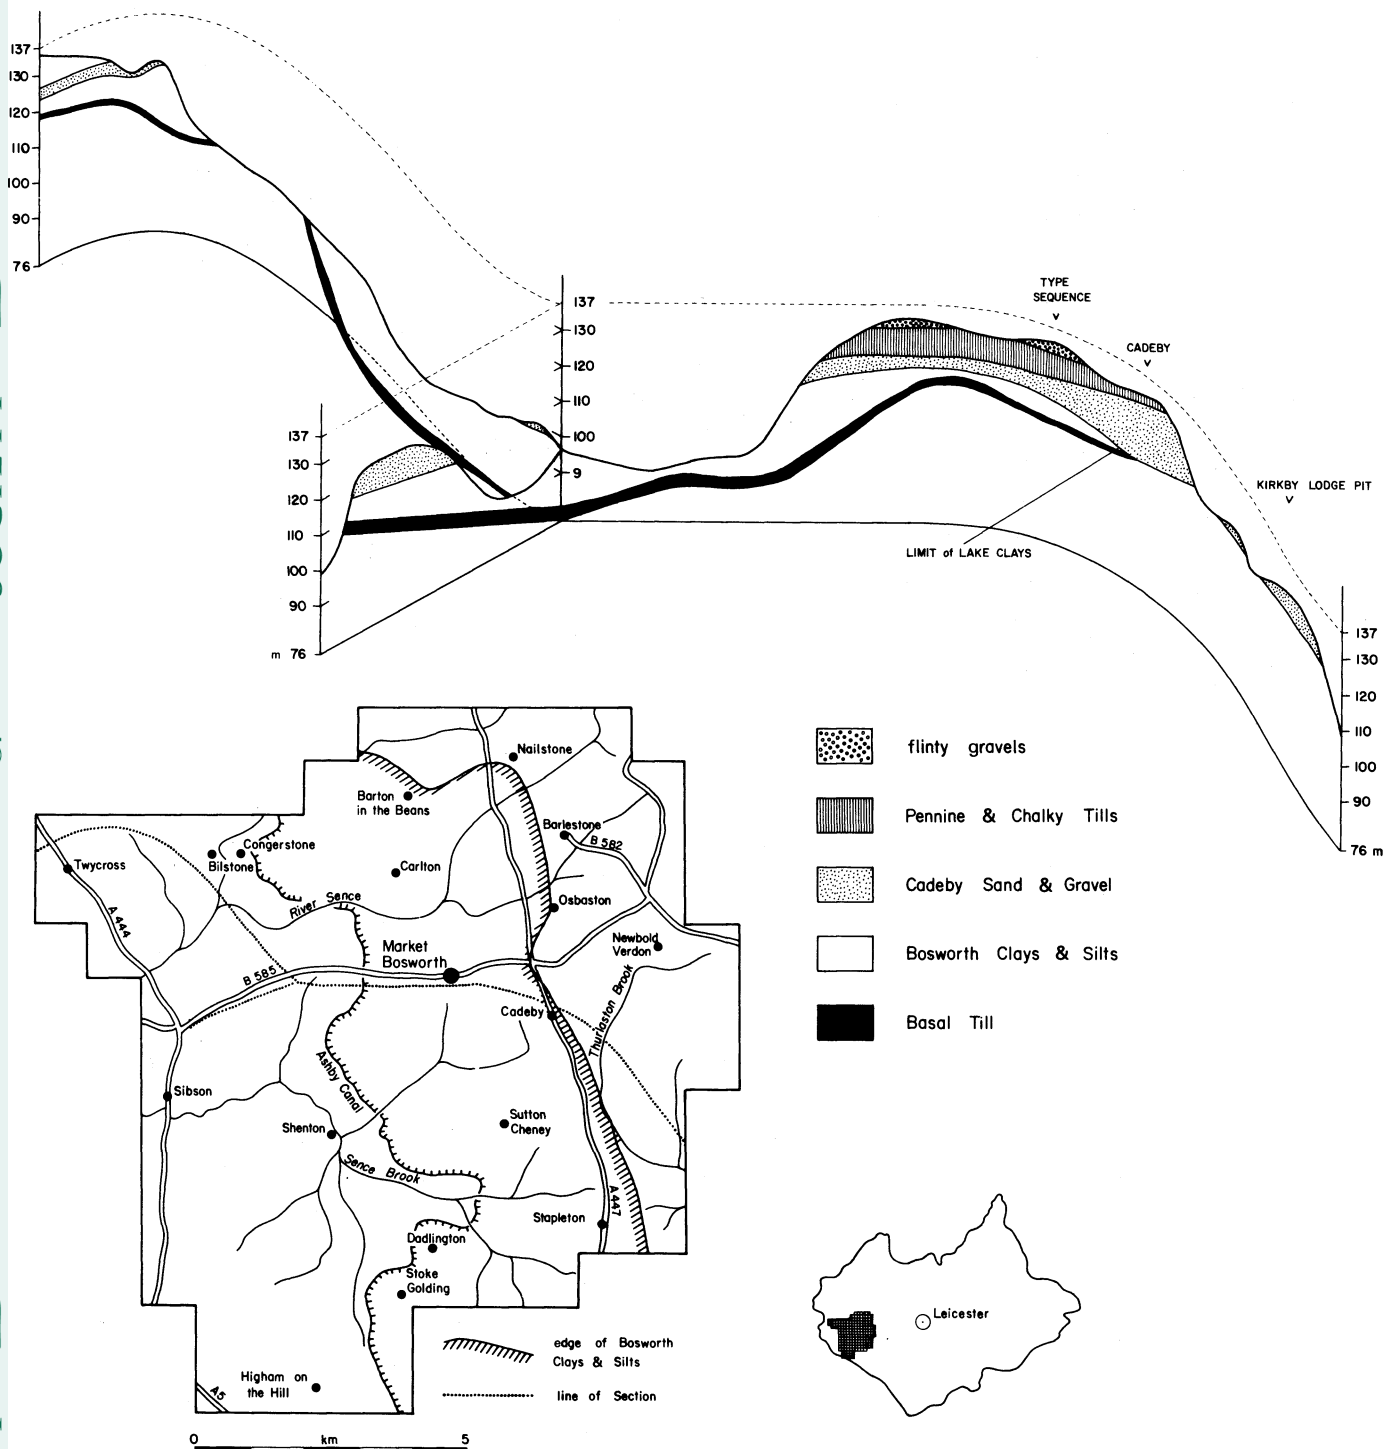 137
130
120
110
100
90
76
137
130
120
110
100
9
137
130
120
110
100
90
m 76
TYPE
SEQUENCE
CADEBY
KIRKBY LODGE PIT
LIMIT of LAKE CLAYS
137
130
120
110
100
90
76 m
flinty gravels
Pennine & Chalky Tills
Cadeby Sand & Gravel
Bosworth Clays & Silts
Basal Till
Nailstone
Barton
in the Beans
Barlestone
B 582
Congerstone
Bilstone
Twycross
Carlton
Osbaston
River Sence
A 444
Market
Bosworth
Newbold
Verdon
B 585
Cadeby
Thurlaston Brook
Ashby Canal
Sibson
Shenton
Sutton
Cheney
Sence Brook
A447
Stapleton
Dadlington
Stoke
Golding
Higham on
the Hill
A5
edge of Bosworth
Clays & Silts
line of Section
0 km 5
Leicester